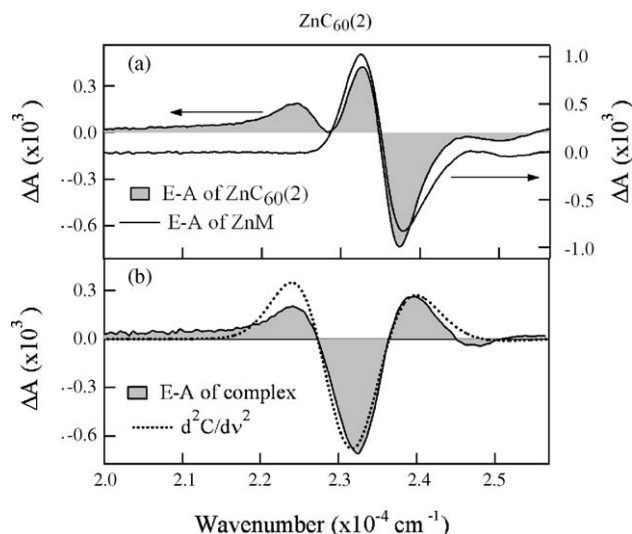 ZnC₆₀(2)
(a)
ΔA (x10³)
0.3
0.0
-0.3
-0.6
1.0
0.5
0.0
-0.5
-1.0
ΔA (x10³)
E-A of ZnC₆₀(2)
E-A of ZnM
(b)
ΔA (x10³)
0.3
0.0
-0.3
-0.6
E-A of complex
d²C/dν²
2.0 2.0 2.2 2.3 2.4 2.5
Wavenumber (x10⁻⁴ cm⁻¹)